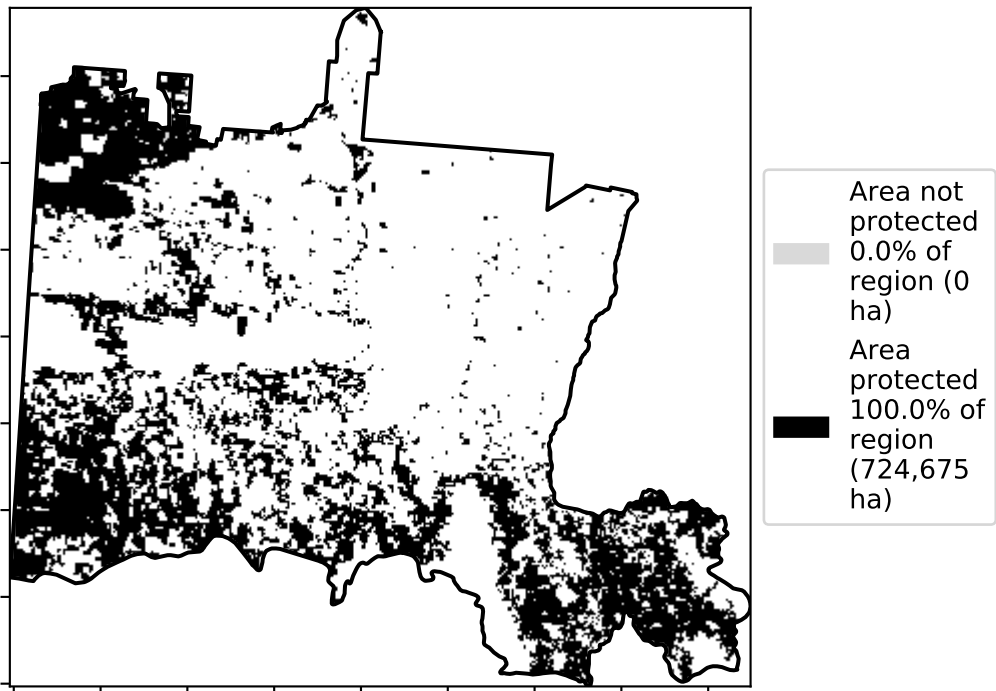 Area not
protected
0.0% of
region (0
ha)
Area
protected
100.0% of
region
(724,675
ha)